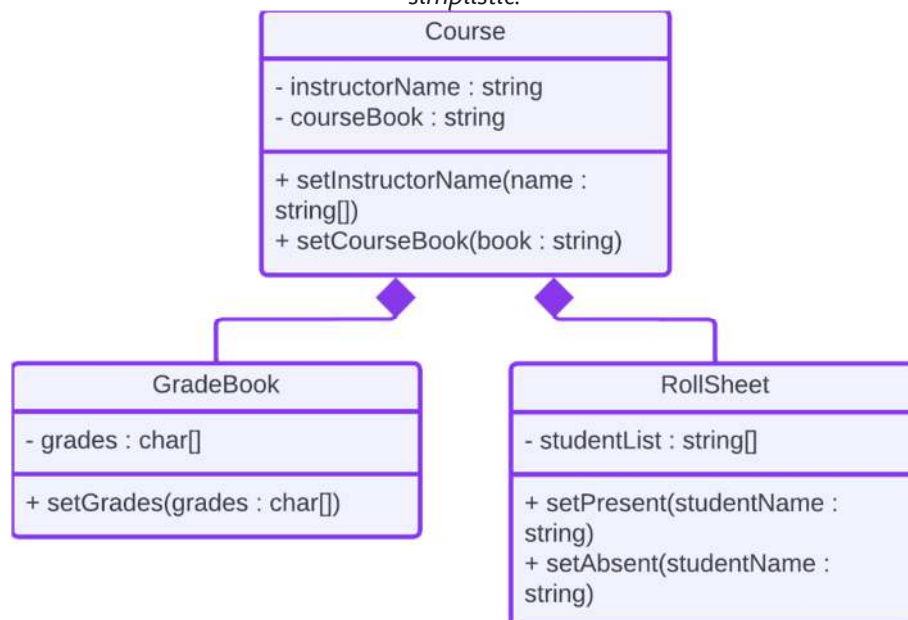 simplistic.
Course
- instructorName : string
- courseBook : string
+ setInstructorName(name :
string[])
+ setCourseBook(book : string)
GradeBook
- grades : char[]
+ setGrades(grades : char[])
RollSheet
- studentList : string[]
+ setPresent(studentName :
string)
+ setAbsent(studentName :
string)